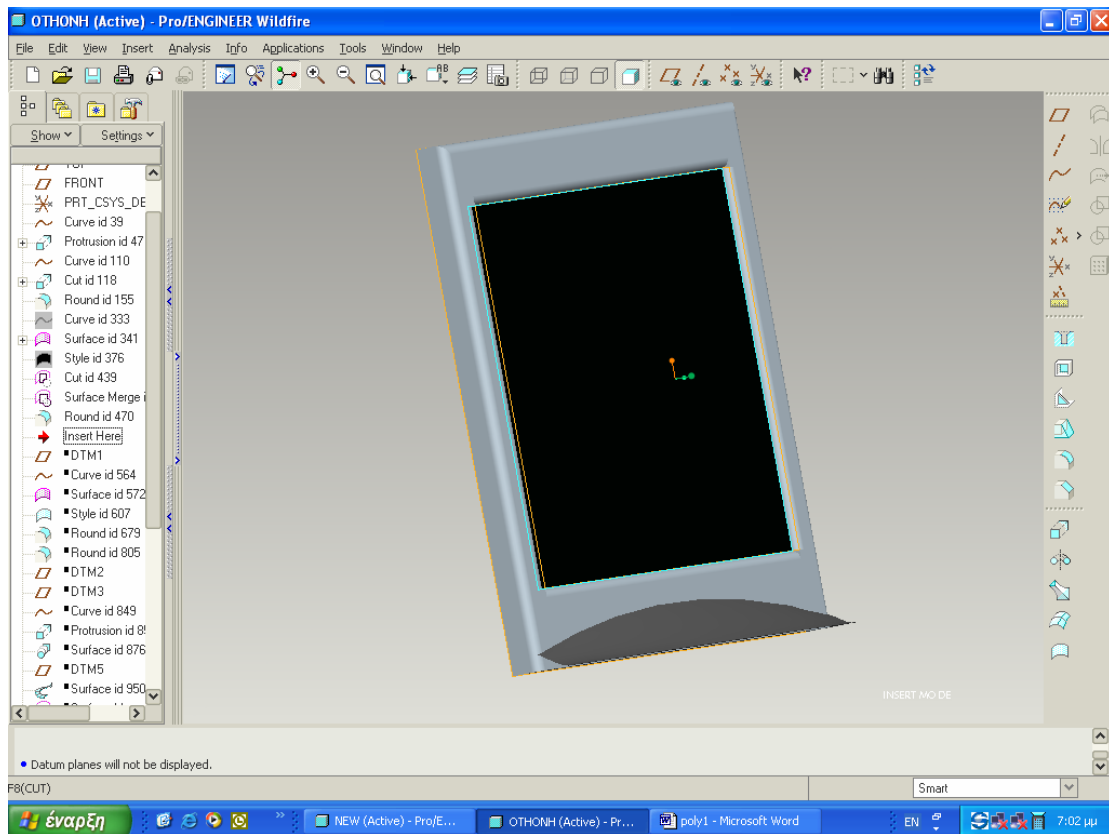 OTHONH (Active) - Pro/ENGINEER Wildfire
File Edit View Insert Analysis Info Applications Tools Window Help
Show Settings
FRONT
PRT_CSYS_DE
Curve id 39
Protrusion id 47
Curve id 110
Cut id 118
Round id 155
Curve id 333
Surface id 341
Style id 376
Cut id 439
Surface Merge i
Round id 470
Insert Here
DTM1
Curve id 564
Surface id 572
Style id 607
Round id 679
Round id 805
DTM2
DTM3
Curve id 849
Protrusion id 8
Surface id 876
DTM5
Surface id 950
INSERT MODE
• Datum planes will not be displayed.
F8(CUT)
Smart
έναρξη
NEW (Active) - Pro/E...
OTHONH (Active) - Pr...
poly1 - Microsoft Word
EN
7:02 μμ